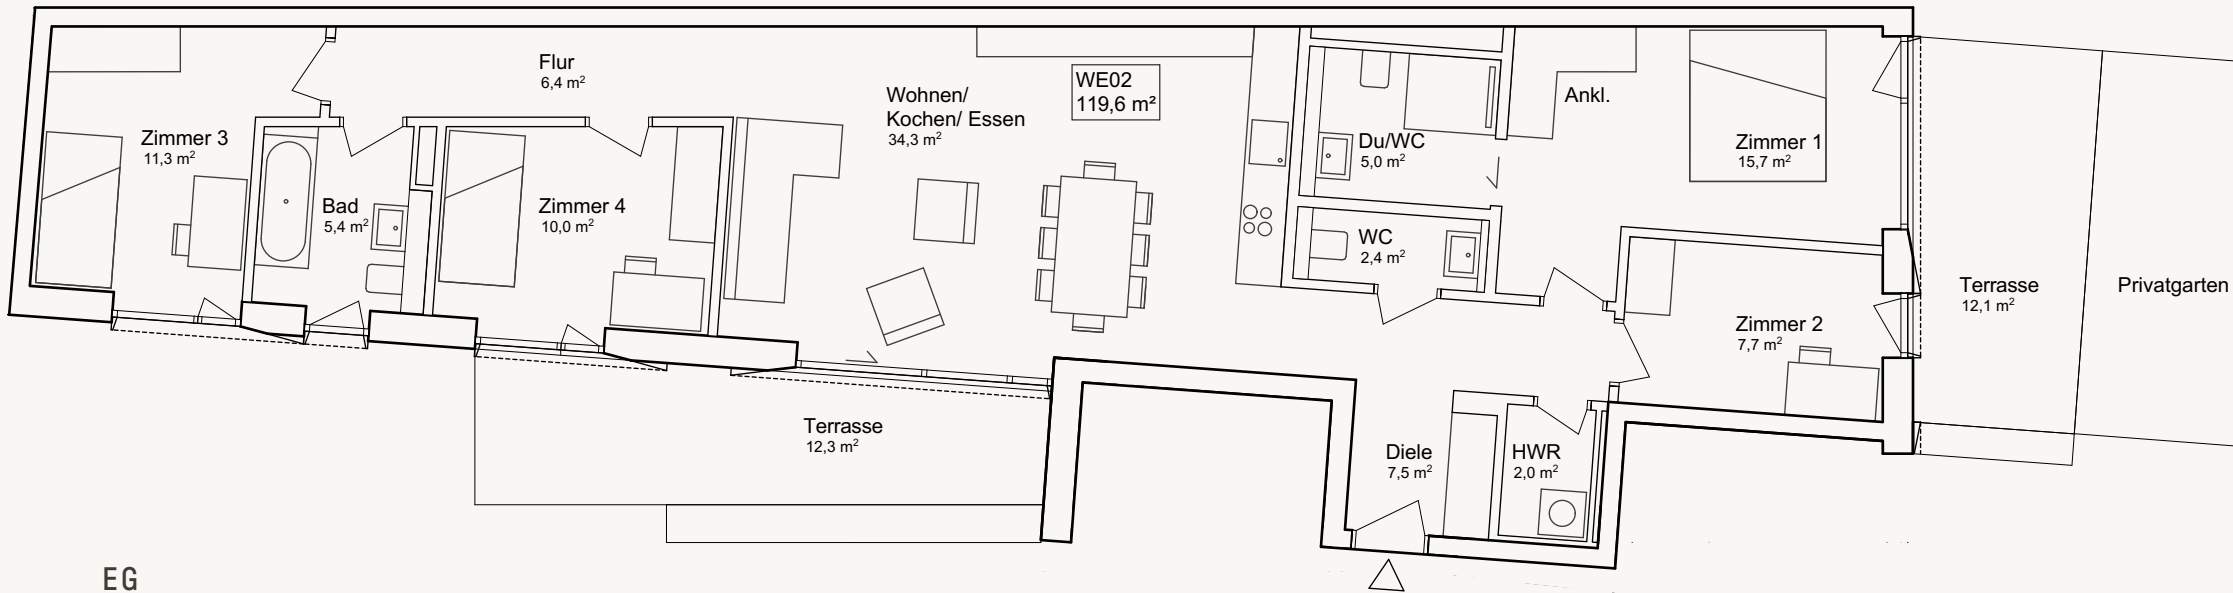 Flur
6,4 m²
WE02
119,6 m²
Wohnen/
Kochen/ Essen
34,3 m²
Ankl.
Zimmer 3
11,3 m²
Du/WC
5,0 m²
Zimmer 1
15,7 m²
Bad
5,4 m²
Zimmer 4
10,0 m²
WC
2,4 m²
Terrasse
12,1 m²
Privatgarten
Zimmer 2
7,7 m²
Terrasse
12,3 m²
Diele
7,5 m²
HWR
2,0 m²
EG